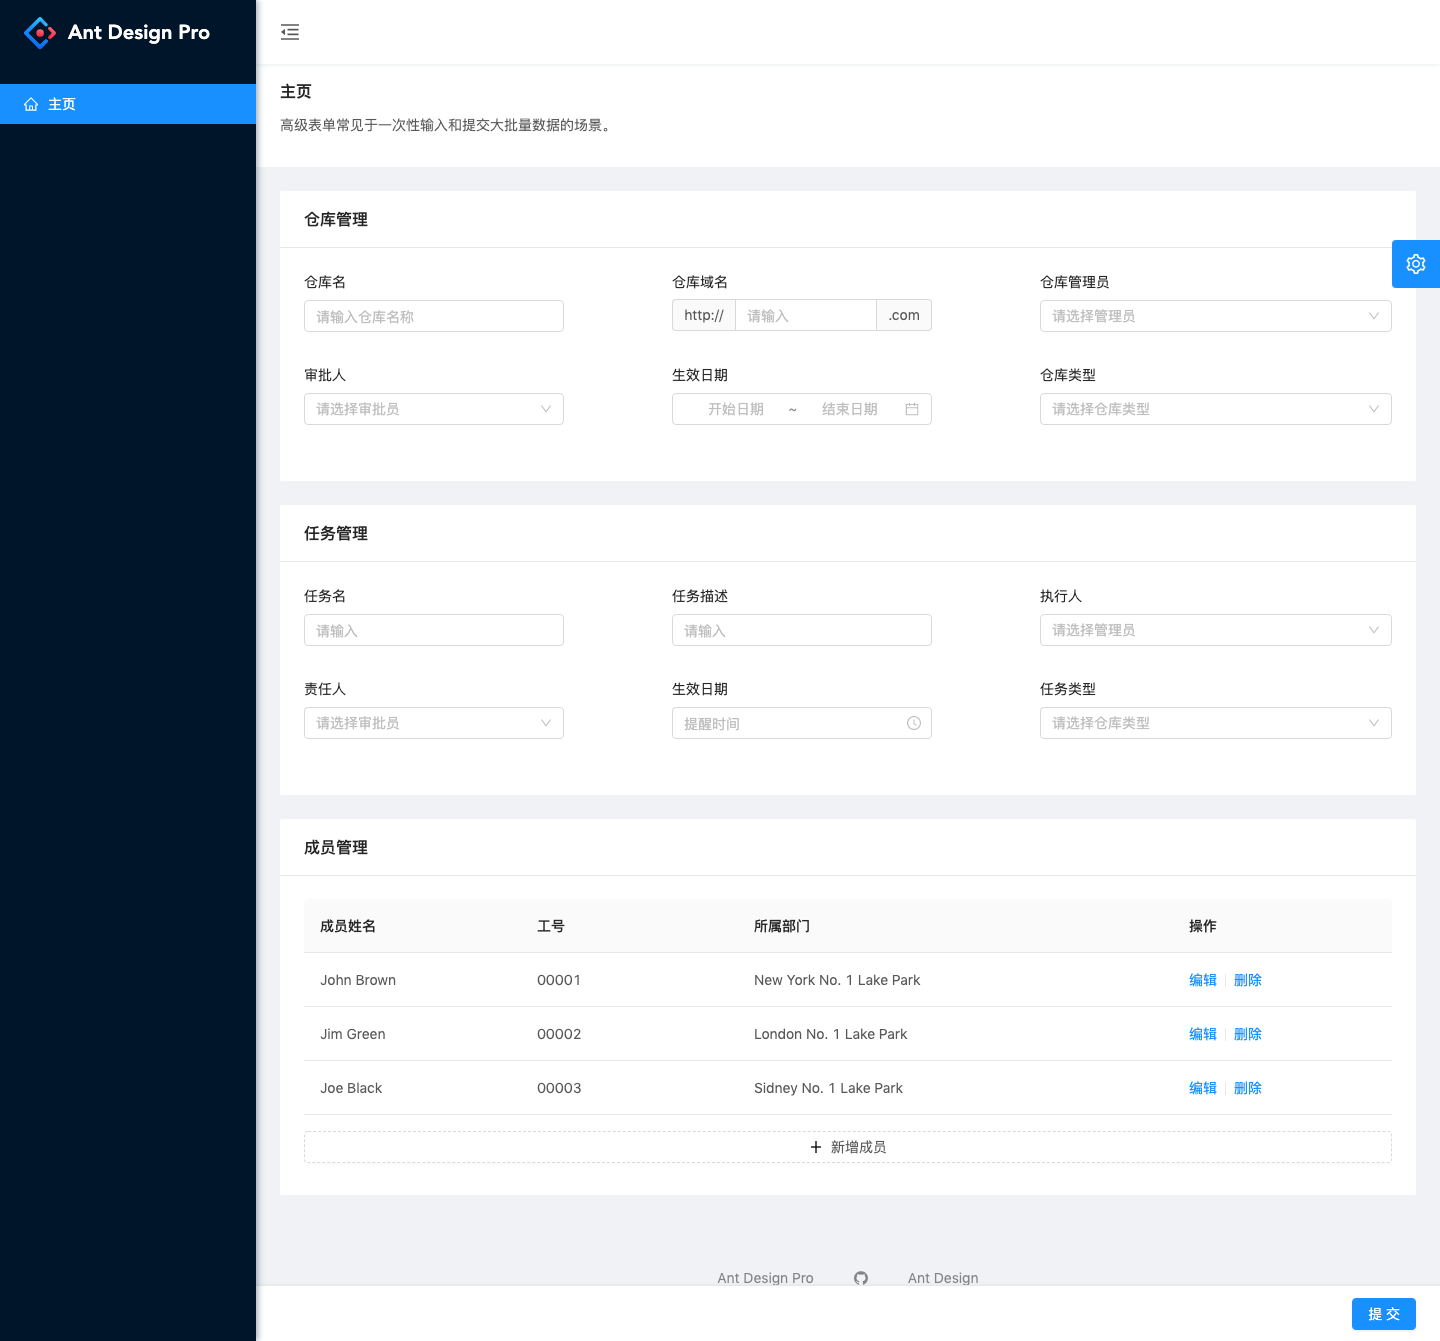 Ant Design Pro
主页
主页
高级表单常见于一次性输入和提交大批量数据的场景。
仓库管理
仓库名 仓库域名 仓库管理员
请输入仓库名称 http:// 请输入 .com 请选择管理员
审批人 生效日期 仓库类型
请选择审批员 开始日期 ~ 结束日期 请选择仓库类型
任务管理
任务名 任务描述 执行人
请输入 请输入 请选择管理员
责任人 生效日期 任务类型
请选择审批员 提醒时间 请选择仓库类型
成员管理
成员姓名 工号 所属部门 操作
John Brown 00001 New York No. 1 Lake Park 编辑 删除
Jim Green 00002 London No. 1 Lake Park 编辑 删除
Joe Black 00003 Sidney No. 1 Lake Park 编辑 删除
新增成员
Ant Design Pro Ant Design
提 交